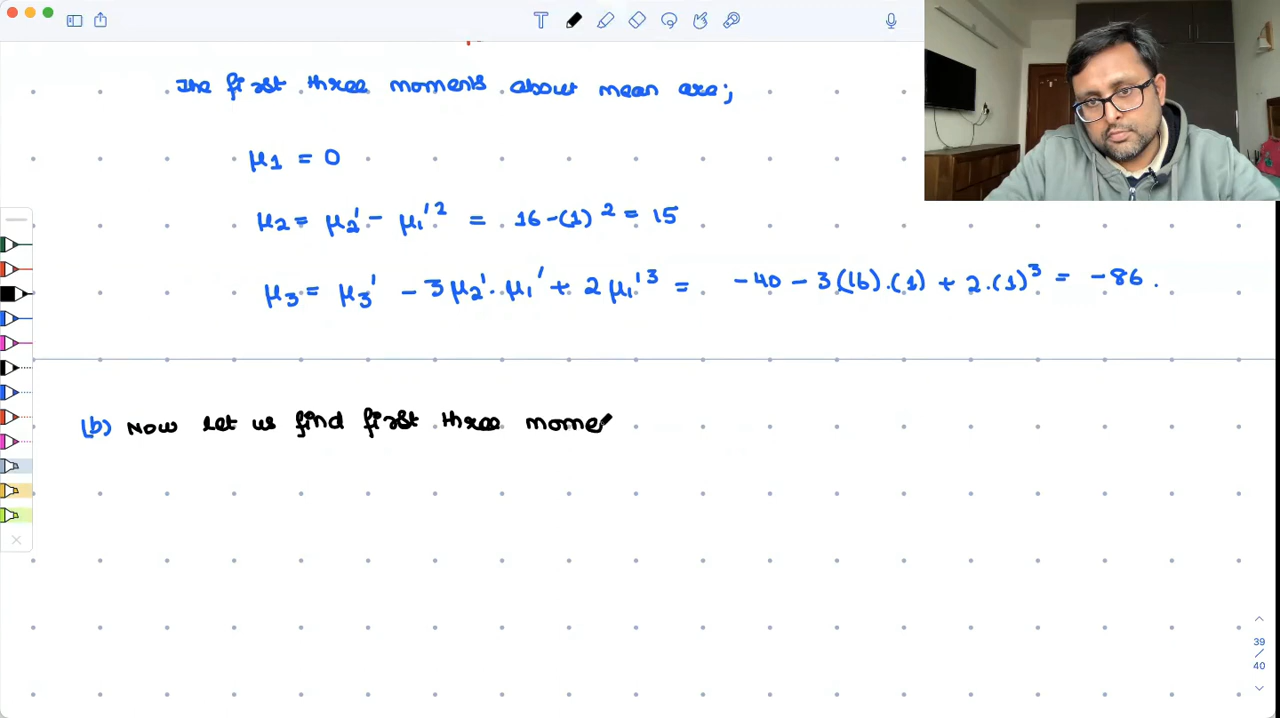 The first three moments about mean are;
μ1 = 0
μ2 = μ2' - μ1'² = 16 - (1)² = 15
μ3 = μ3' - 3μ2'. μ1' + 2μ1'³ = -40 - 3(16).(1) + 2.(1)³ = -86.
(b) Now let us find first three mome
39
/
40